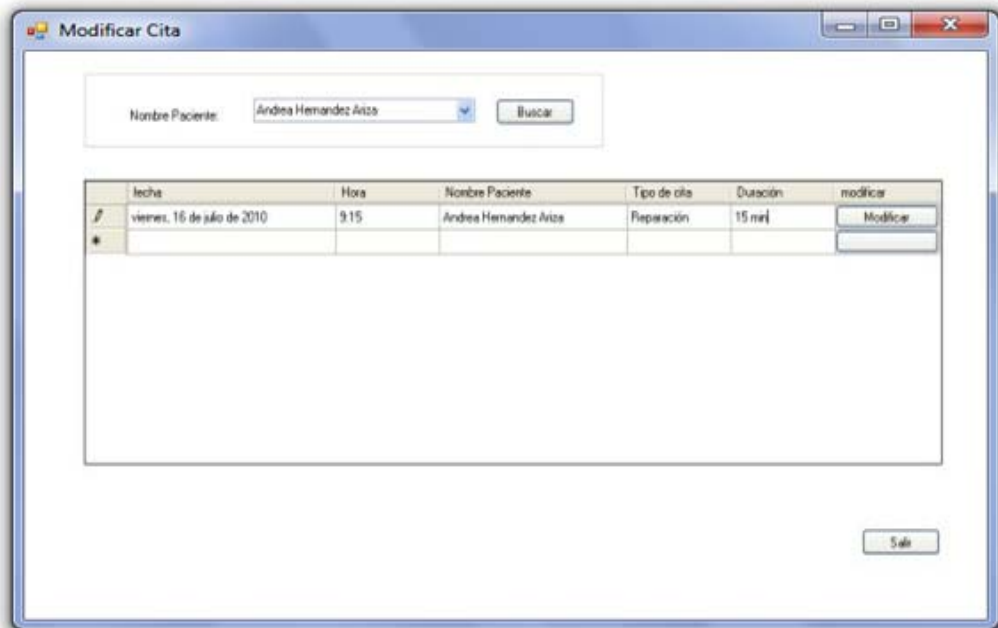 Modificar Cita
Nombre Paciente: Andrea Hernandez Ariza Buscar
fecha Hora Nombre Paciente Tipo de cita Duración modificar
viernes, 16 de julio de 2010 9:15 Andrea Hernandez Ariza Reparación 15 min Modificar
Salir